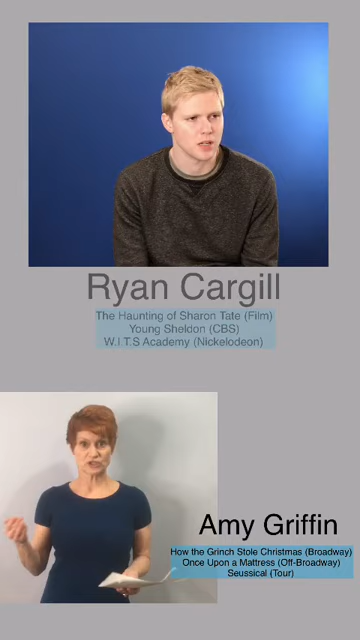 Ryan Cargill
The Haunting of Sharon Tate (Film)
Young Sheldon (CBS)
W.I.T.S Academy (Nickelodeon)
Amy Griffin
How the Grinch Stole Christmas (Broadway)
Once Upon a Mattress (Off-Broadway)
Seussical (Tour)